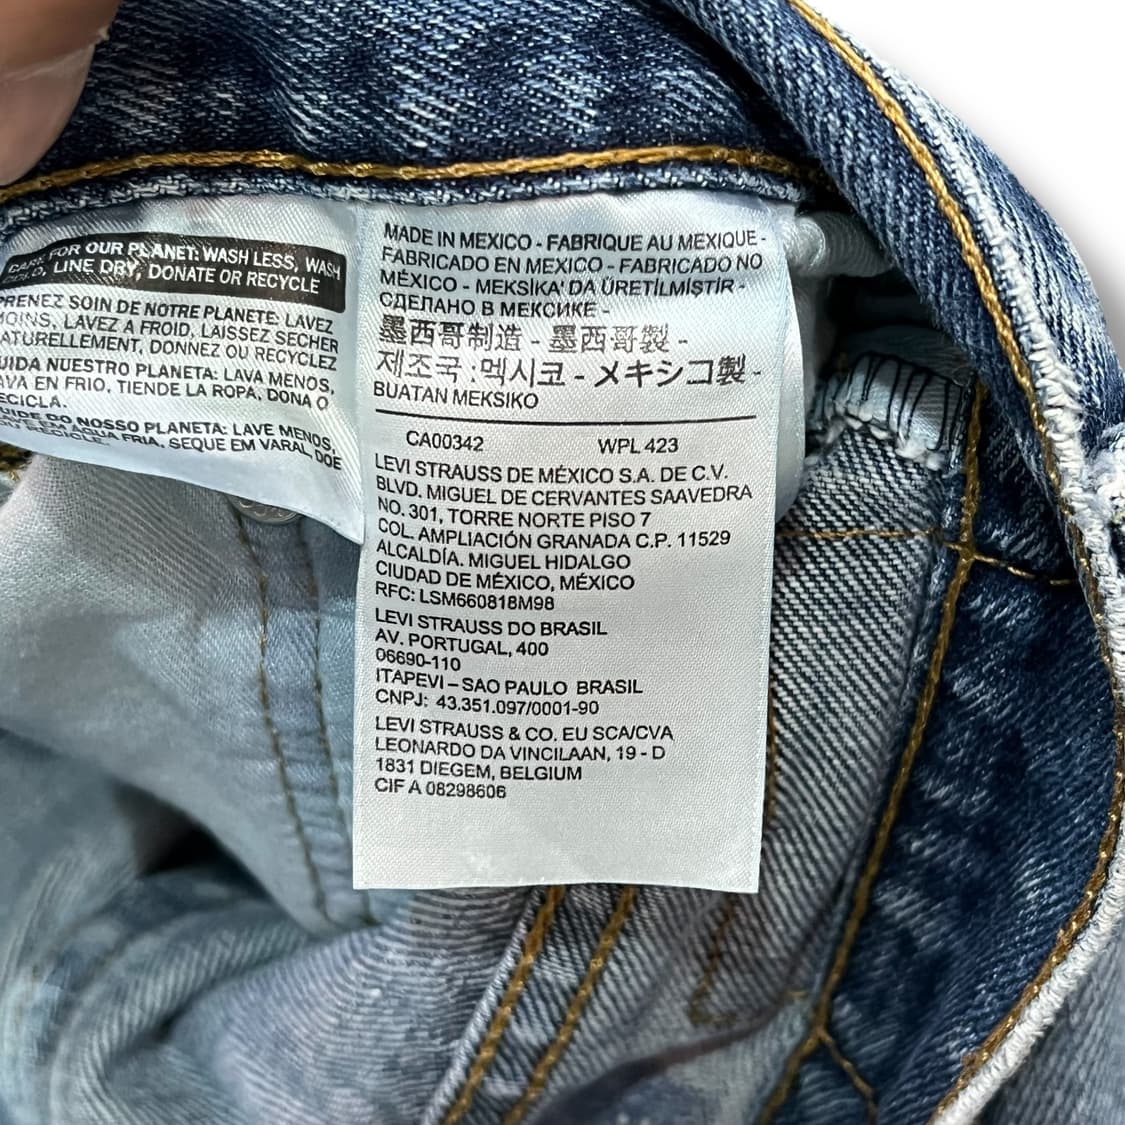 FOR OUR PLANET: WASH LESS, WASH
LINE DRY, DONATE OR RECYCLE
PRENEZ SOIN DE NOTRE PLANETE: LAVEZ
MOINS, LAVEZ A FROID, LAISSEZ SECHER
NATURELLEMENT, DONNEZ OU RECYCLEZ
CUIDA NUESTRO PLANETA: LAVA MENOS,
LAVA EN FRIO, TIENDE LA ROPA, DONA O
RECICLA.
CUIDE DO NOSSO PLANETA: LAVE MENOS,
EM AGUA FRIA, SEQUE EM VARAL, DOE
MADE IN MEXICO - FABRIQUE AU MEXIQUE -
FABRICADO EN MEXICO - FABRICADO NO
MÉXICO - MEKSİKA' DA ÜRETİLMİŞTİR -
СДЕЛАНО В МЕКСИКЕ -
墨西哥制造 - 墨西哥製 -
제조국 : 멕시코 - メキシコ製 -
BUATAN MEKSIKO
CA00342 WPL 423
LEVI STRAUSS DE MÉXICO S.A. DE C.V.
BLVD. MIGUEL DE CERVANTES SAAVEDRA
NO. 301, TORRE NORTE PISO 7
COL. AMPLIACIÓN GRANADA C.P. 11529
ALCALDÍA. MIGUEL HIDALGO
CIUDAD DE MÉXICO, MÉXICO
RFC: LSM660818M98
LEVI STRAUSS DO BRASIL
AV. PORTUGAL, 400
06690-110
ITAPEVI – SAO PAULO BRASIL
CNPJ: 43.351.097/0001-90
LEVI STRAUSS & CO. EU SCA/CVA
LEONARDO DA VINCILAAN, 19 - D
1831 DIEGEM, BELGIUM
CIF A 08298606